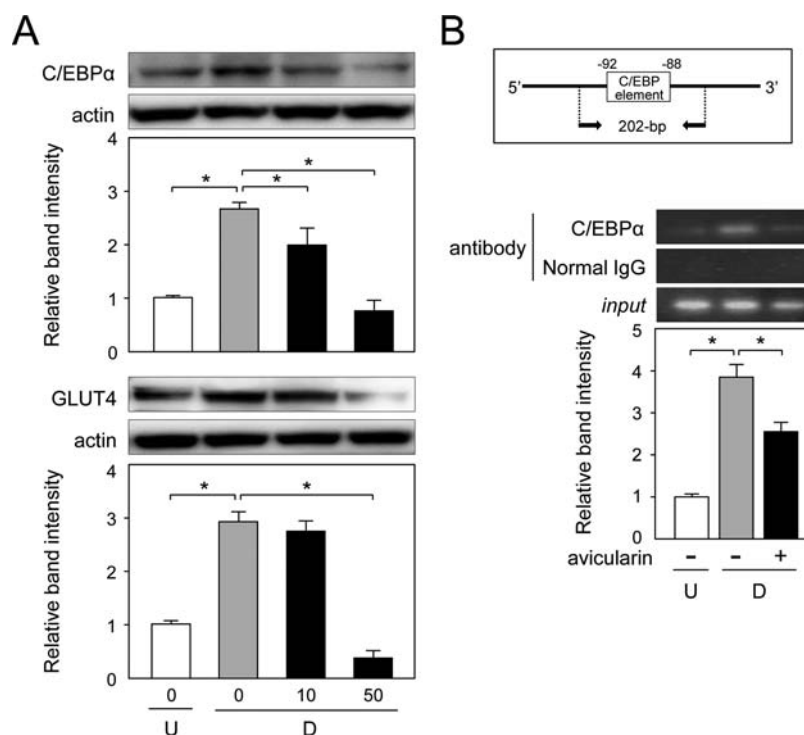 A
C/EBPα
actin
Relative band intensity
4
3
2
1
0
* * *
GLUT4
actin
Relative band intensity
4
3
2
1
0
* *
0 0 10 50
U D
B
-92 -88
5’ C/EBP element 3’
202-bp
antibody
C/EBPα
Normal IgG
input
Relative band intensity
5
4
3
2
1
0
* *
avicularin - - +
U D